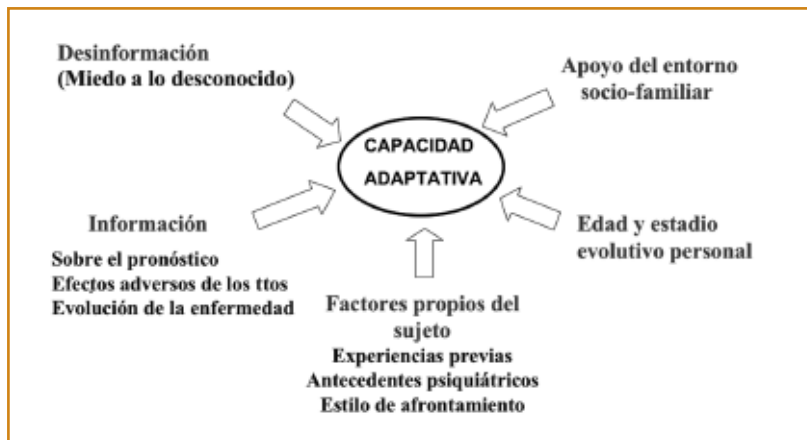 Desinformación
(Miedo a lo desconocido)
Apoyo del entorno
socio-familiar
CAPACIDAD
ADAPTATIVA
Información
Sobre el pronóstico
Efectos adversos de los ttos
Evolución de la enfermedad
Edad y estadio
evolutivo personal
Factores propios del
sujeto
Experiencias previas
Antecedentes psiquiátricos
Estilo de afrontamiento